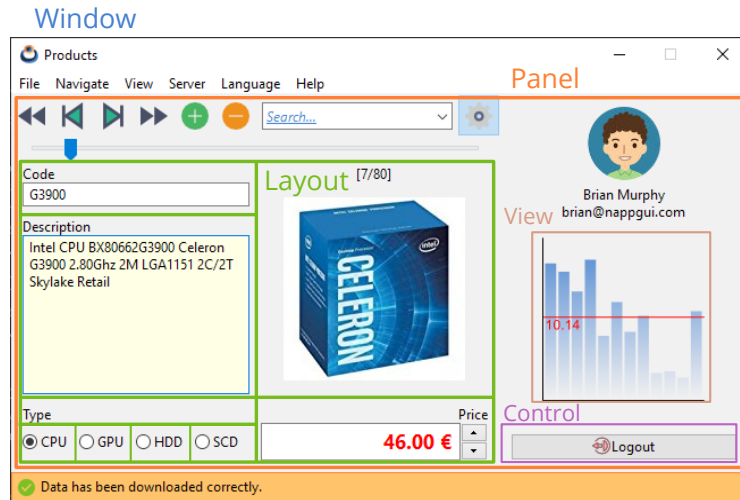 Window
Products
File Navigate View Server Language Help
Panel
Search...
Code
G3900
Layout
[7/80]
Brian Murphy
brian@nappgui.com
Description
Intel CPU BX80662G3900 Celeron
G3900 2.80Ghz 2M LGA1151 2C/2T
Skylake Retail
intel
CELERON
View
10.14
Type
CPU GPU HDD SCD
Price
46.00 €
Control
Logout
Data has been downloaded correctly.